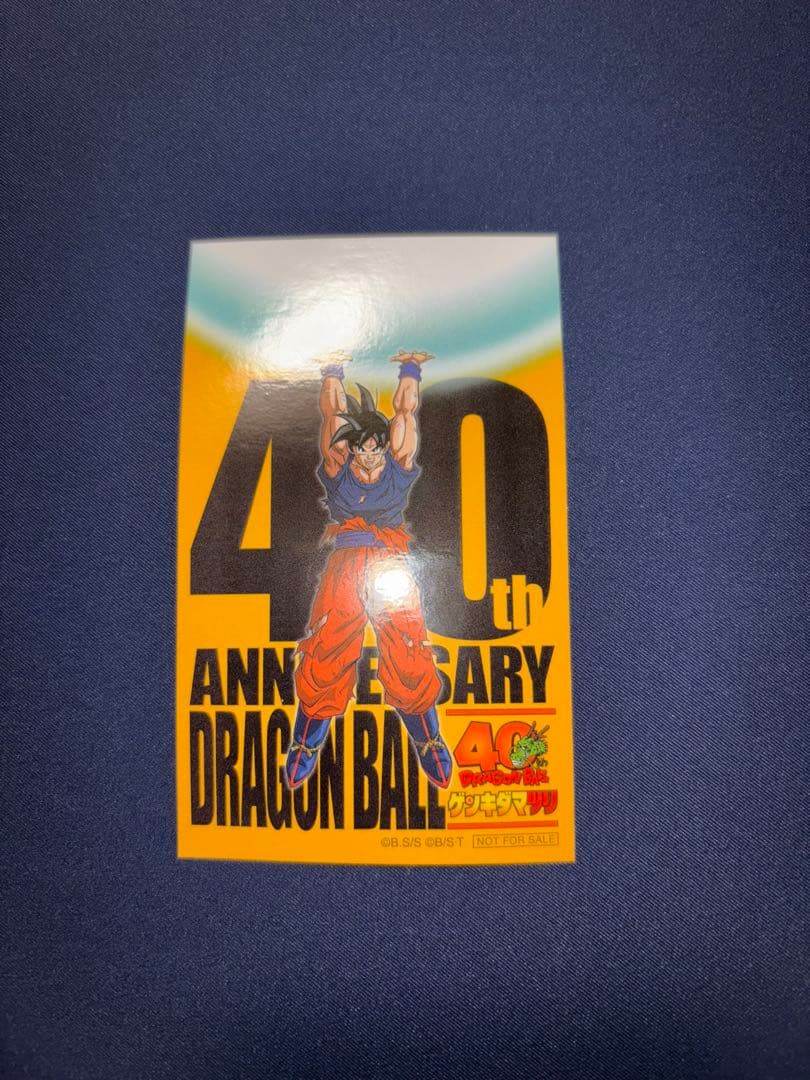 40th
ANNIVERSARY
DRAGON BALL
40th
DRAGON BALL
ゲンキダマツリ
©B.S/S ©B/S・T NOT FOR SALE